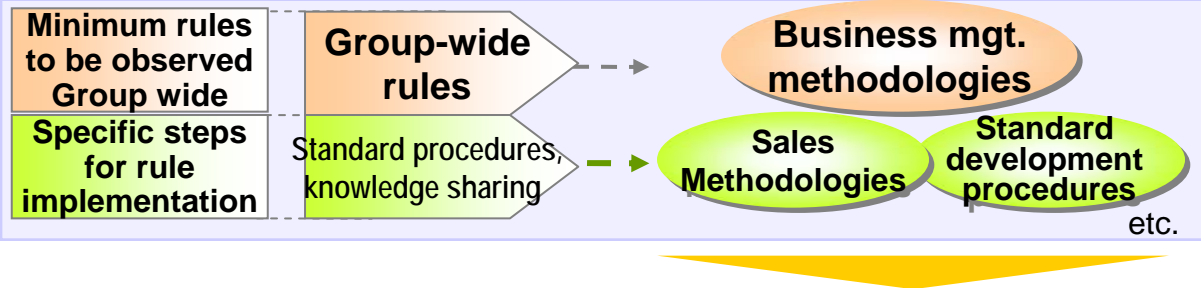 Minimum rules
to be observed
Group wide
Group-wide
rules
Business mgt.
methodologies
Specific steps
for rule
implementation
Standard procedures,
knowledge sharing
Sales
Methodologies
Standard
development
procedures
etc.